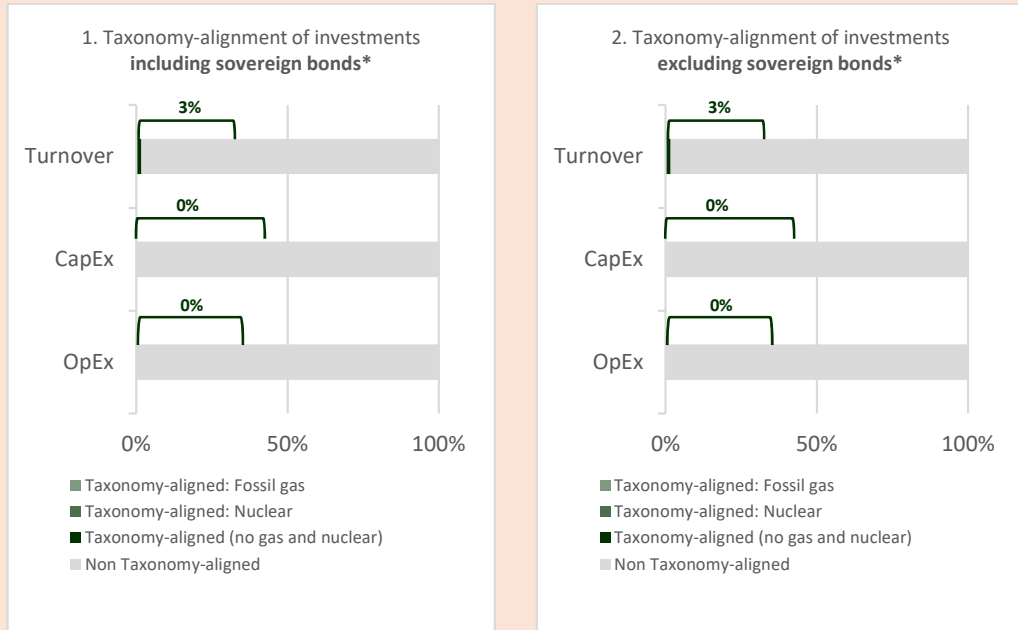 1. Taxonomy-alignment of investments
including sovereign bonds*
3%
Turnover
0%
CapEx
0%
OpEx
0% 50% 100%
Taxonomy-aligned: Fossil gas
Taxonomy-aligned: Nuclear
Taxonomy-aligned (no gas and nuclear)
Non Taxonomy-aligned
2. Taxonomy-alignment of investments
excluding sovereign bonds*
3%
Turnover
0%
CapEx
0%
OpEx
0% 50% 100%
Taxonomy-aligned: Fossil gas
Taxonomy-aligned: Nuclear
Taxonomy-aligned (no gas and nuclear)
Non Taxonomy-aligned